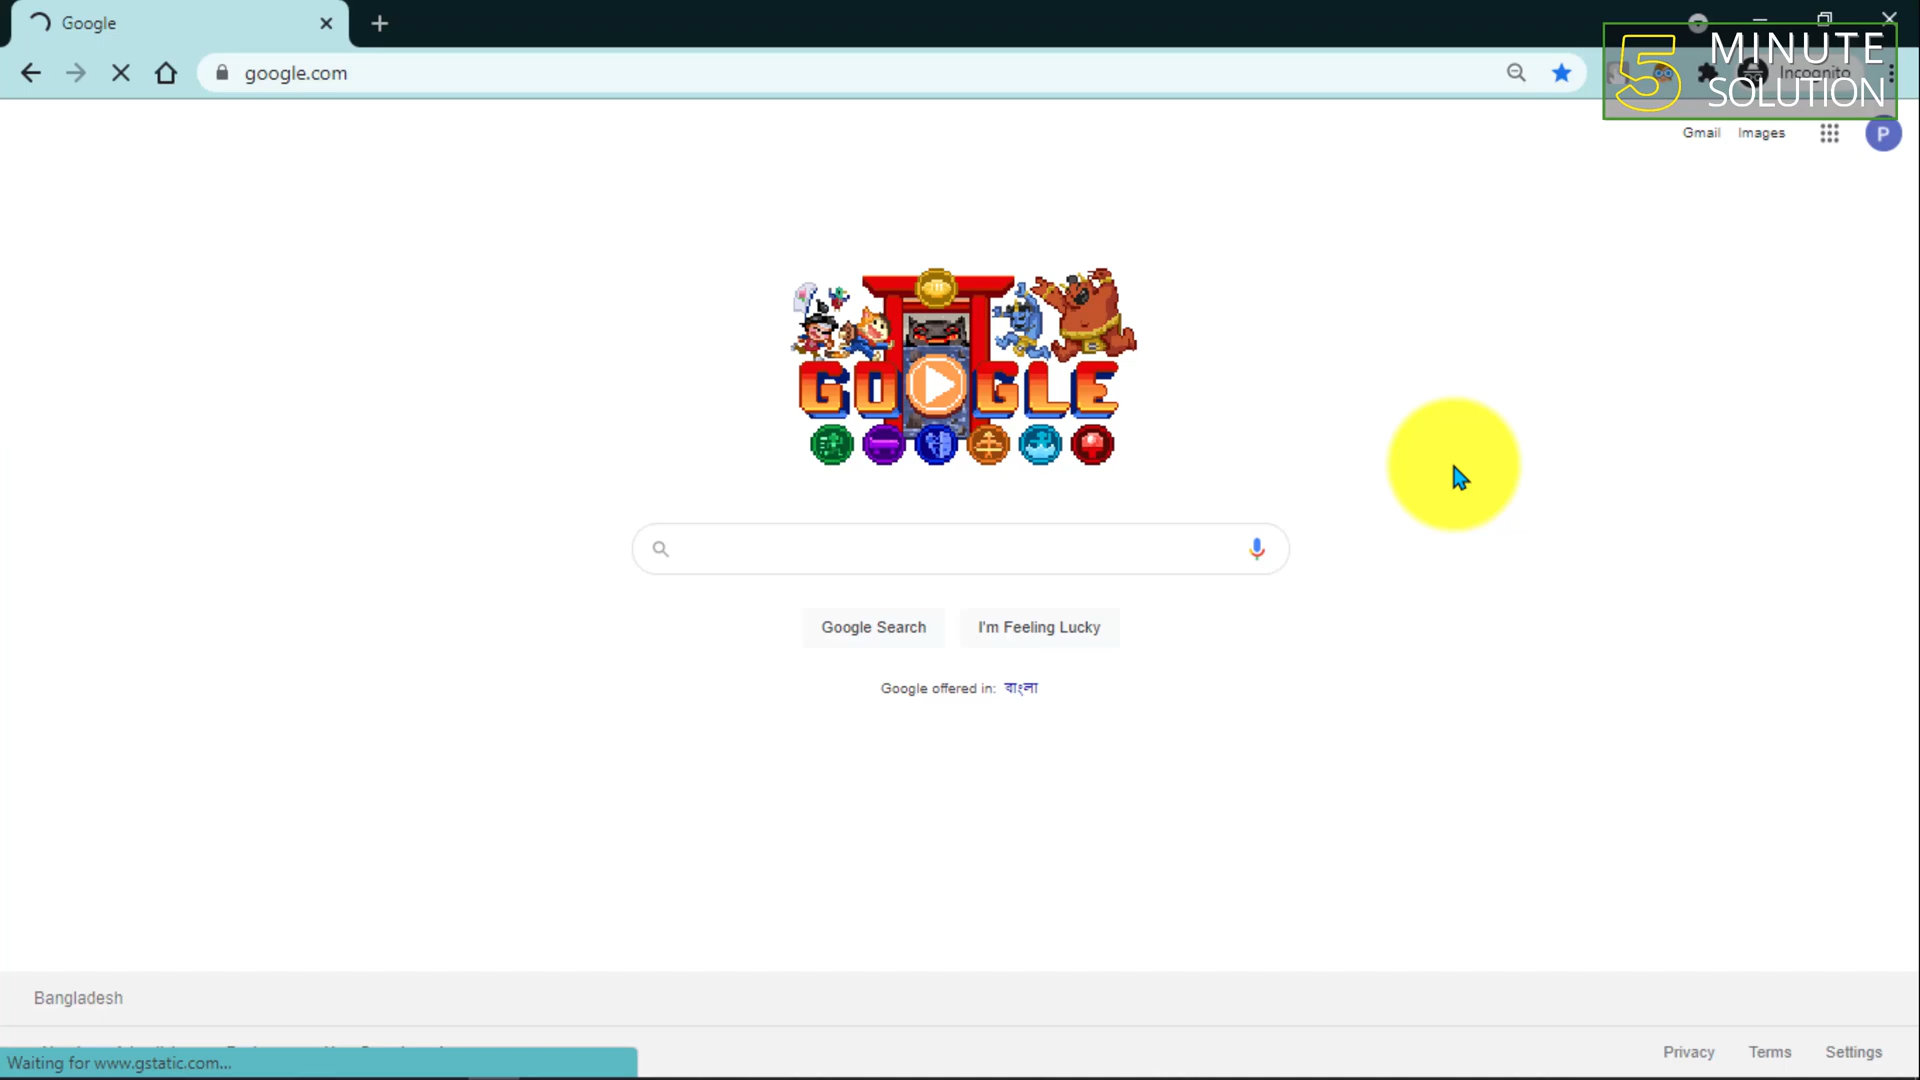 Google
google.com
5 MINUTE
SOLUTION
Incognito
Gmail Images P
GOOGLE
Google Search I'm Feeling Lucky
Google offered in: বাংলা
Bangladesh
Waiting for www.gstatic.com...
Privacy Terms Settings